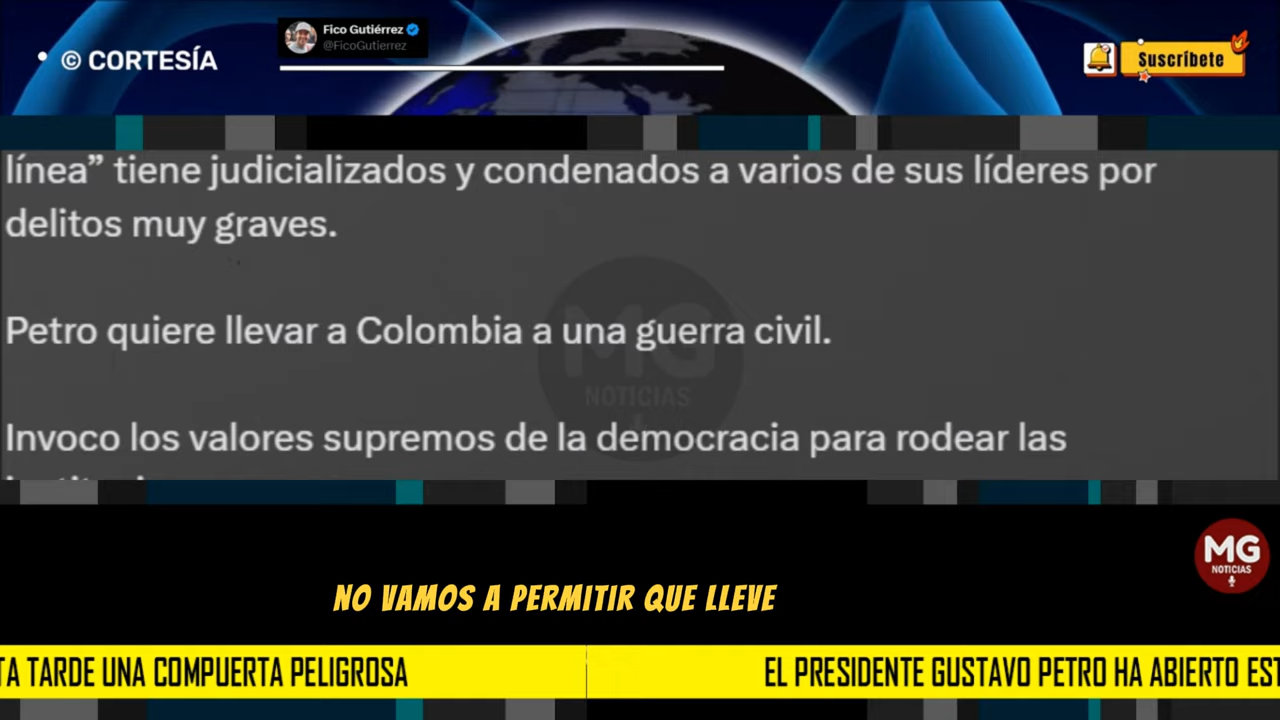 © CORTESÍA
Fico Gutiérrez
@FicoGutierrez
Suscríbete
línea” tiene judicializados y condenados a varios de sus líderes por
delitos muy graves.
Petro quiere llevar a Colombia a una guerra civil.
Invoco los valores supremos de la democracia para rodear las
MG
NOTICIAS
MG
NOTICIAS
NO VAMOS A PERMITIR QUE LLEVE
TA TARDE UNA COMPUERTA PELIGROSA
EL PRESIDENTE GUSTAVO PETRO HA ABIERTO EST